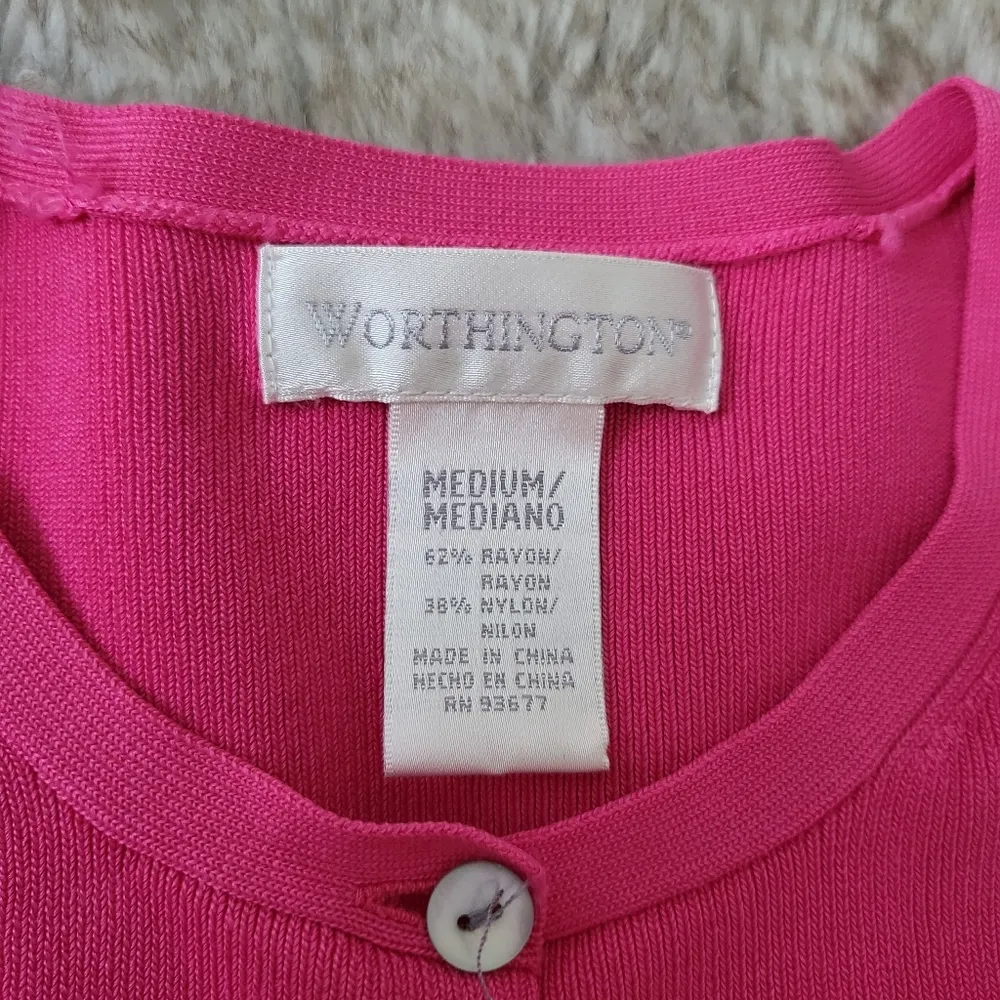 WORTHINGTON®
MEDIUM/
MEDIANO
62% RAYON/
RAYON
38% NYLON/
NILON
MADE IN CHINA
HECHO EN CHINA
RN 93677